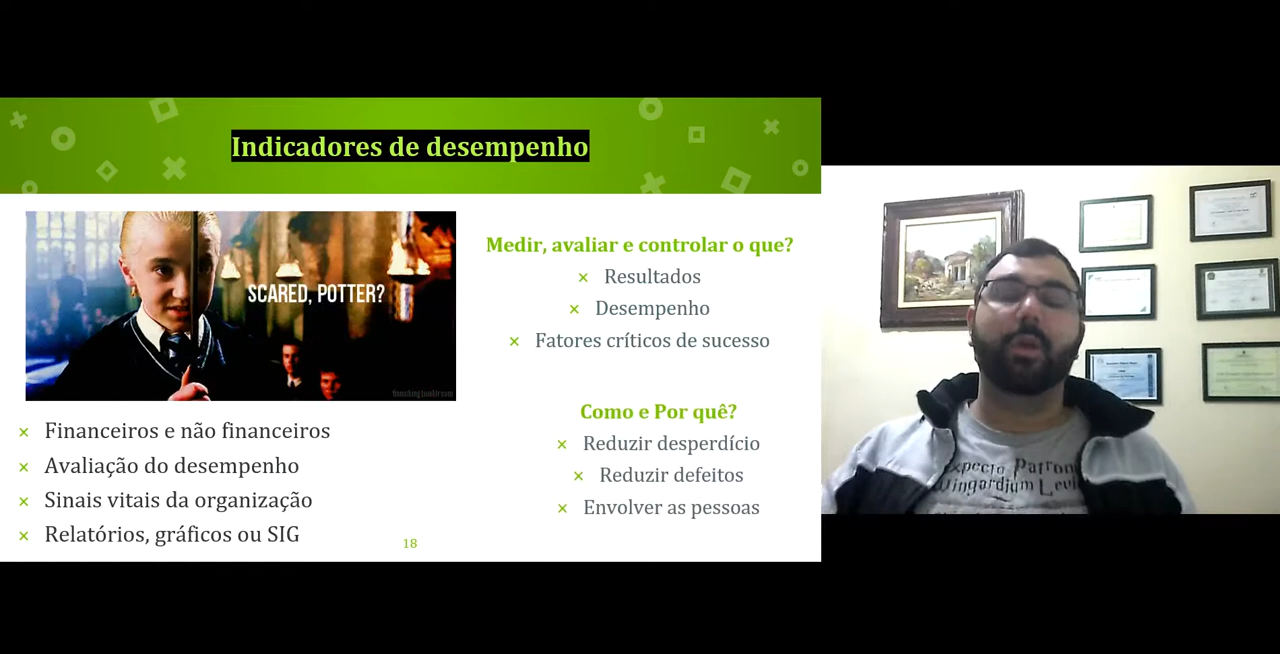 Indicadores de desempenho
SCARED, POTTER?
Financeiros e não financeiros
Avaliação do desempenho
Sinais vitais da organização
Relatórios, gráficos ou SIG
18
Medir, avaliar e controlar o que?
Resultados
Desempenho
Fatores críticos de sucesso
Como e Por quê?
Reduzir desperdício
Reduzir defeitos
Envolver as pessoas
Expecto Patron
Wingardium Levi